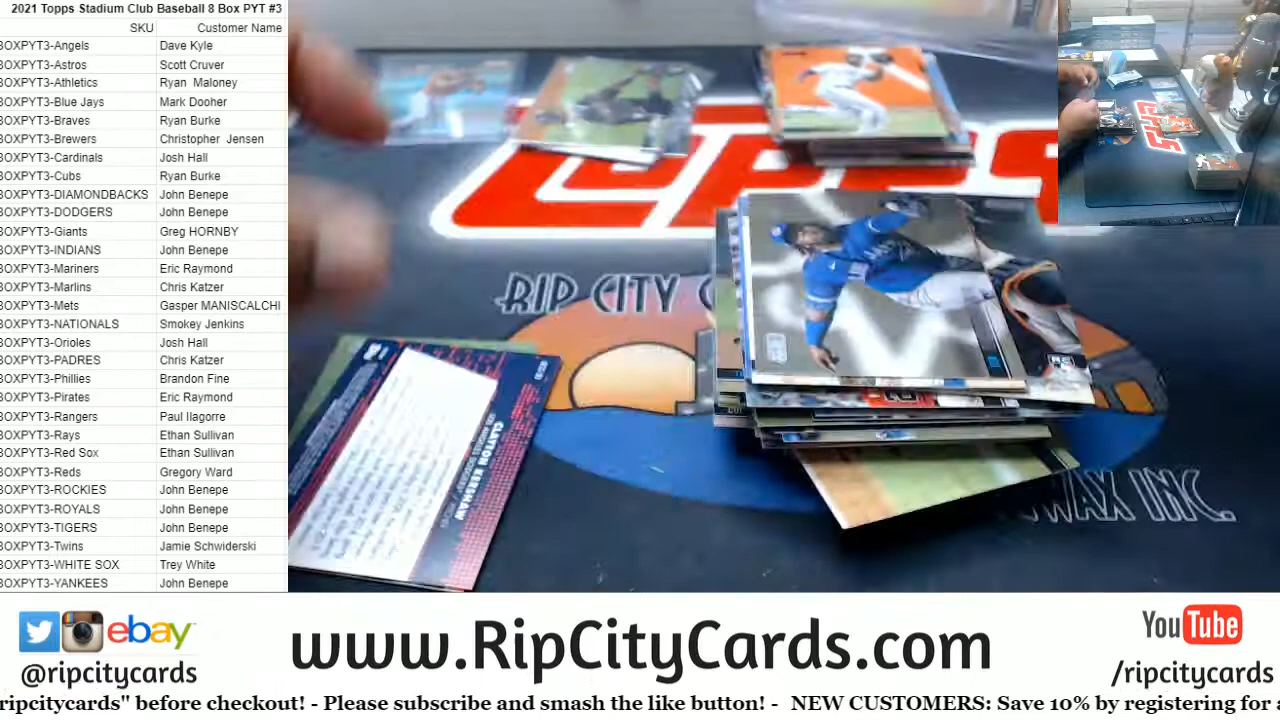 2021 Topps Stadium Club Baseball 8 Box PYT #3
SKU Customer Name
BOXPYT3-Angels Dave Kyle
BOXPYT3-Astros Scott Cruver
BOXPYT3-Athletics Ryan Maloney
BOXPYT3-Blue Jays Mark Dooher
BOXPYT3-Braves Ryan Burke
BOXPYT3-Brewers Christopher Jensen
BOXPYT3-Cardinals Josh Hall
BOXPYT3-Cubs Ryan Burke
BOXPYT3-DIAMONDBACKS John Benepe
BOXPYT3-DODGERS John Benepe
BOXPYT3-Giants Greg HORNBY
BOXPYT3-INDIANS John Benepe
BOXPYT3-Mariners Eric Raymond
BOXPYT3-Marlins Chris Katzer
BOXPYT3-Mets Gasper MANISCALCHI
BOXPYT3-NATIONALS Smokey Jenkins
BOXPYT3-Orioles Josh Hall
BOXPYT3-PADRES Chris Katzer
BOXPYT3-Phillies Brandon Fine
BOXPYT3-Pirates Eric Raymond
BOXPYT3-Rangers Paul Ilagorre
BOXPYT3-Rays Ethan Sullivan
BOXPYT3-Red Sox Ethan Sullivan
BOXPYT3-Reds Gregory Ward
BOXPYT3-ROCKIES John Benepe
BOXPYT3-ROYALS John Benepe
BOXPYT3-TIGERS John Benepe
BOXPYT3-Twins Jamie Schwiderski
BOXPYT3-WHITE SOX Trey White
BOXPYT3-YANKEES John Benepe
RIP CITY
WAX INC.
CLAYTON KERSHAW
ebay
@ripcitycards
www.RipCityCards.com
YouTube
/ripcitycards
ripcitycards" before checkout! - Please subscribe and smash the like button! - NEW CUSTOMERS: Save 10% by registering for a